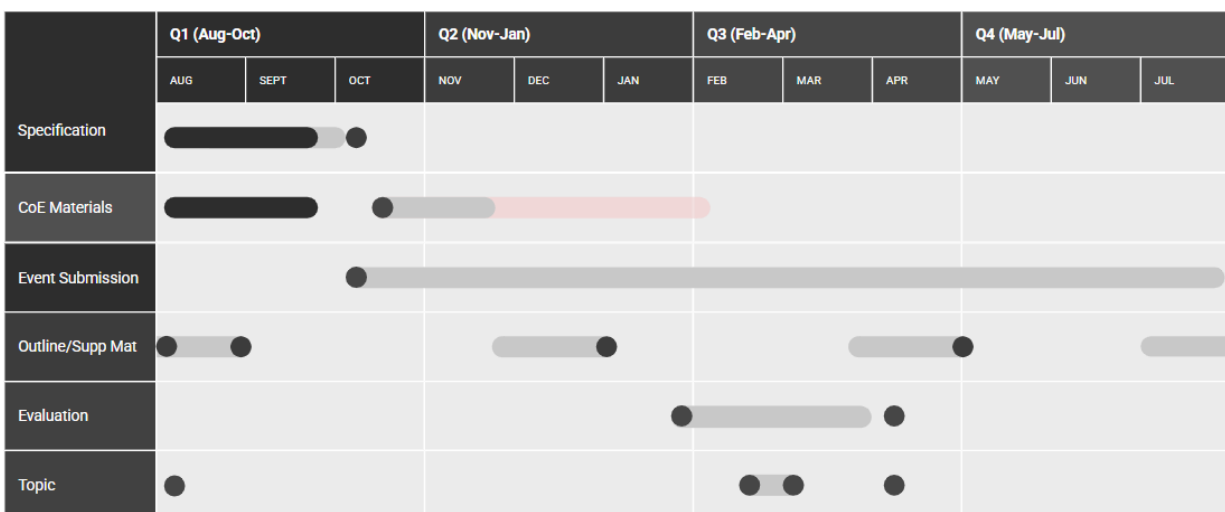 Q1 (Aug-Oct) Q2 (Nov-Jan) Q3 (Feb-Apr) Q4 (May-Jul)
AUG SEPT OCT NOV DEC JAN FEB MAR APR MAY JUN JUL
Specification
CoE Materials
Event Submission
Outline/Supp Mat
Evaluation
Topic